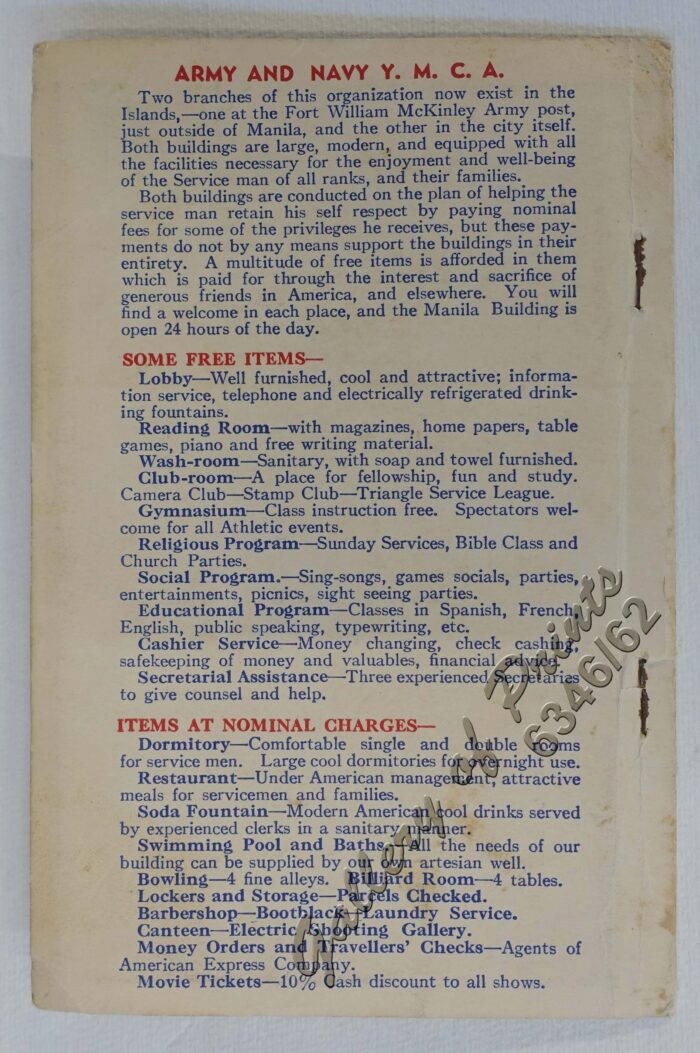 ARMY AND NAVY Y. M. C. A.
Two branches of this organization now exist in the
Islands,—one at the Fort William McKinley Army post,
just outside of Manila, and the other in the city itself.
Both buildings are large, modern, and equipped with all
the facilities necessary for the enjoyment and well-being
of the Service man of all ranks, and their families.
Both buildings are conducted on the plan of helping the
service man retain his self respect by paying nominal
fees for some of the privileges he receives, but these pay-
ments do not by any means support the buildings in their
entirety. A multitude of free items is afforded in them
which is paid for through the interest and sacrifice of
generous friends in America, and elsewhere. You will
find a welcome in each place, and the Manila Building is
open 24 hours of the day.
SOME FREE ITEMS—
Lobby—Well furnished, cool and attractive; informa-
tion service, telephone and electrically refrigerated drink-
ing fountains.
Reading Room—with magazines, home papers, table
games, piano and free writing material.
Wash-room—Sanitary, with soap and towel furnished.
Club-room—A place for fellowship, fun and study.
Camera Club—Stamp Club—Triangle Service League.
Gymnasium—Class instruction free. Spectators wel-
come for all Athletic events.
Religious Program—Sunday Services, Bible Class and
Church Parties.
Social Program.—Sing-songs, games socials, parties,
entertainments, picnics, sight seeing parties.
Educational Program—Classes in Spanish, French,
English, public speaking, typewriting, etc.
Cashier Service—Money changing, check cashing,
safekeeping of money and valuables, financial advice.
Secretarial Assistance—Three experienced Secretaries
to give counsel and help.
ITEMS AT NOMINAL CHARGES—
Dormitory—Comfortable single and double rooms
for service men. Large cool dormitories for overnight use.
Restaurant—Under American management, attractive
meals for servicemen and families.
Soda Fountain—Modern American cool drinks served
by experienced clerks in a sanitary manner.
Swimming Pool and Baths. All the needs of our
building can be supplied by our own artesian well.
Bowling—4 fine alleys. Billiard Room—4 tables.
Lockers and Storage—Parcels Checked.
Barbershop—Bootblack—Laundry Service.
Canteen—Electric Shooting Gallery.
Money Orders and Travellers' Checks—Agents of
American Express Company.
Movie Tickets—10% Cash discount to all shows.
Gallery of Prints
6346/62